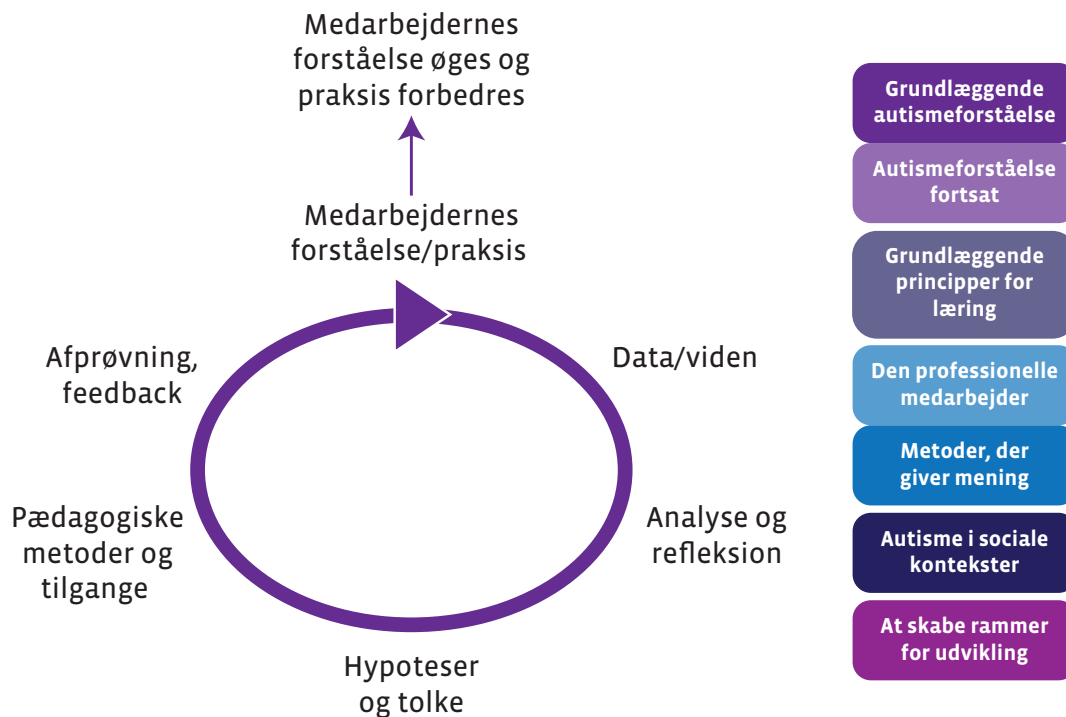 Medarbejdernes
forståelse øges og
praksis forbedres
Medarbejdernes
forståelse/praksis
Data/viden
Analyse og
refleksion
Hypoteser
og tolke
Pædagogiske
metoder og
tilgange
Afprøvning,
feedback
Grundlæggende
autismeforståelse
Autismeforståelse
fortsat
Grundlæggende
principper for
læring
Den professionelle
medarbejder
Metoder, der
giver mening
Autisme i sociale
kontekster
At skabe rammer
for udvikling